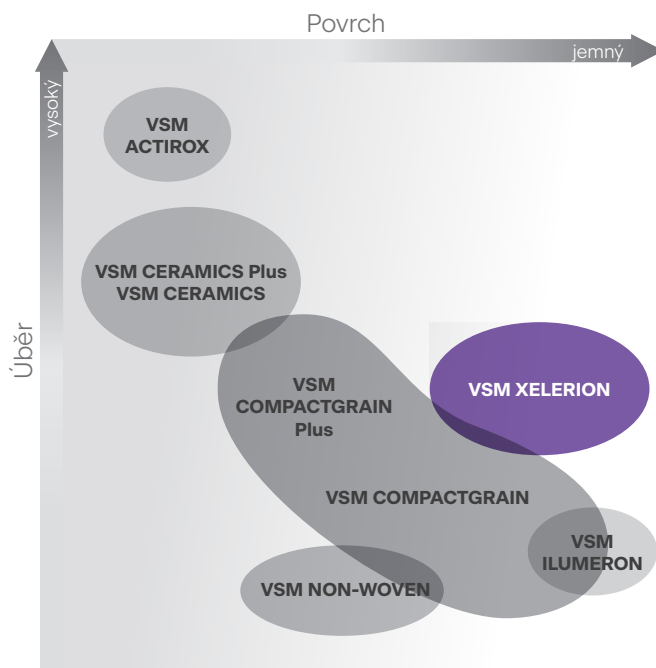 Povrch
jemný
vysoký
Úběr
VSM
ACTIROX
VSM CERAMICS Plus
VSM CERAMICS
VSM
COMPACTGRAIN
Plus
VSM XELERION
VSM COMPACTGRAIN
VSM
ILUMERON
VSM NON-WOVEN